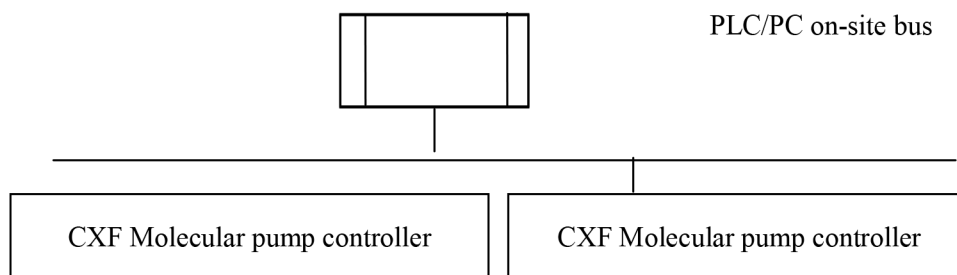 PLC/PC on-site bus
CXF Molecular pump controller
CXF Molecular pump controller